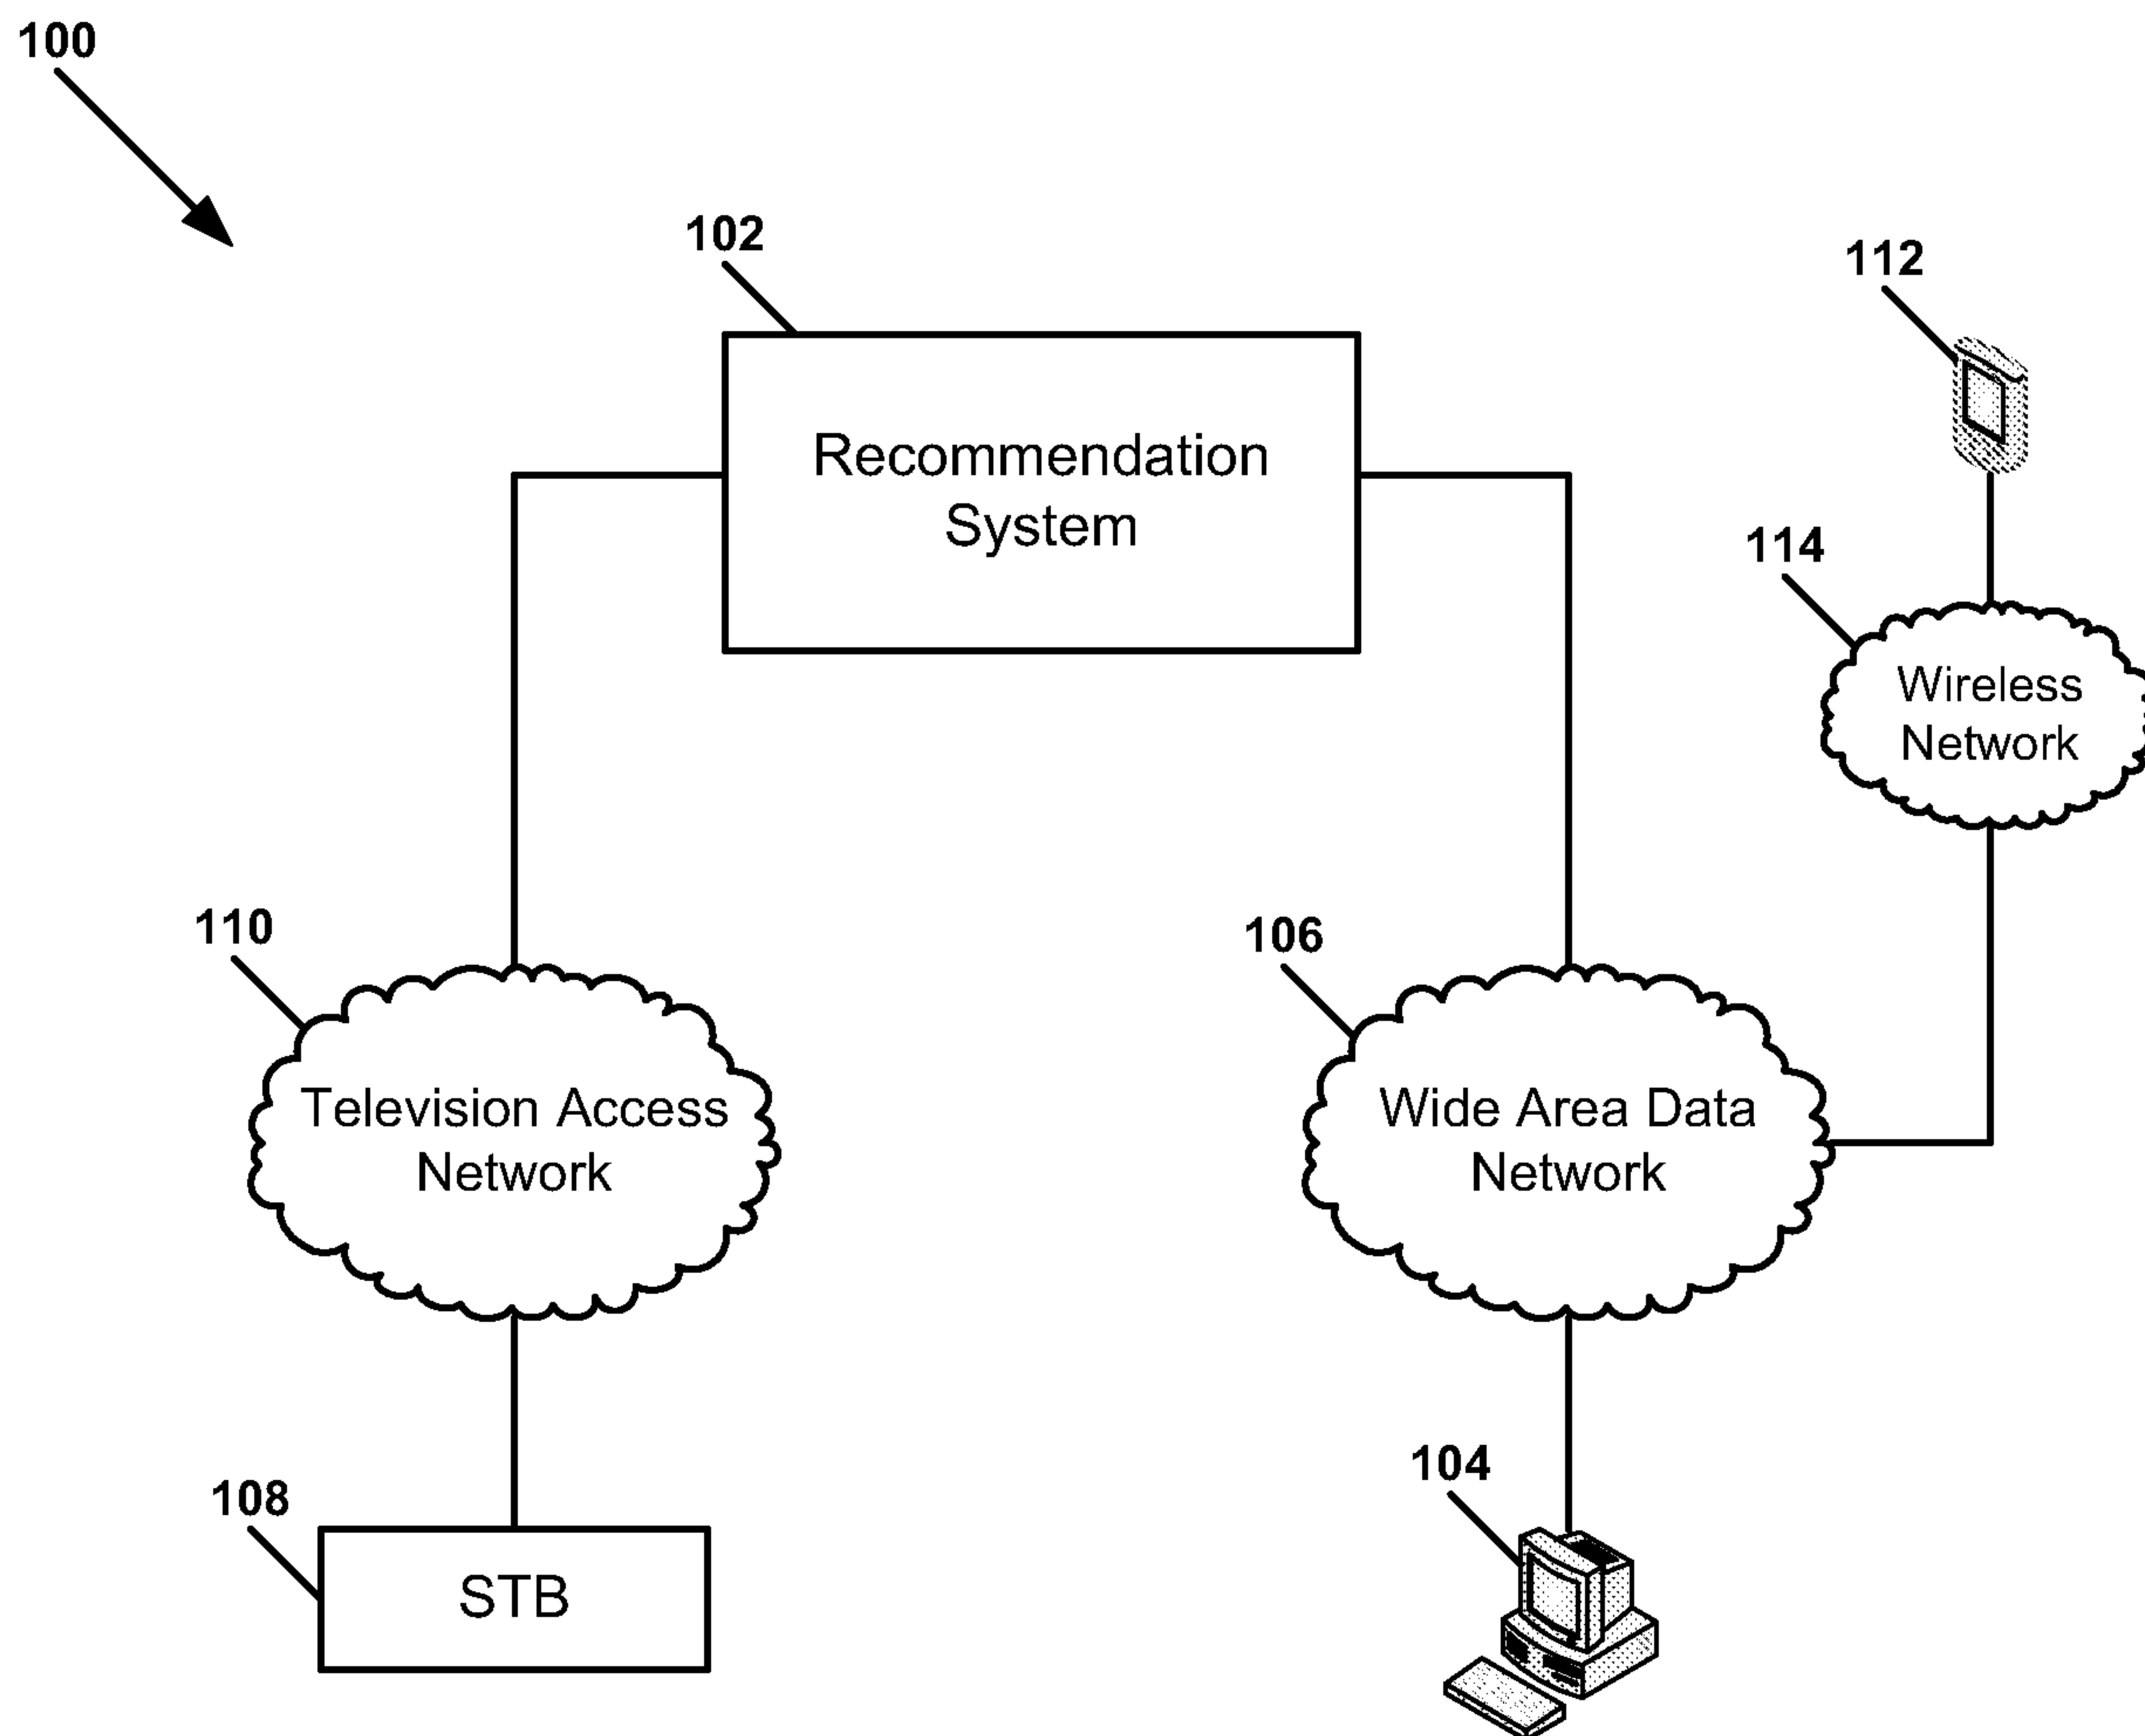 100
102
Recommendation
System
112
114
Wireless
Network
110
Television Access
Network
106
Wide Area Data
Network
108
STB
104